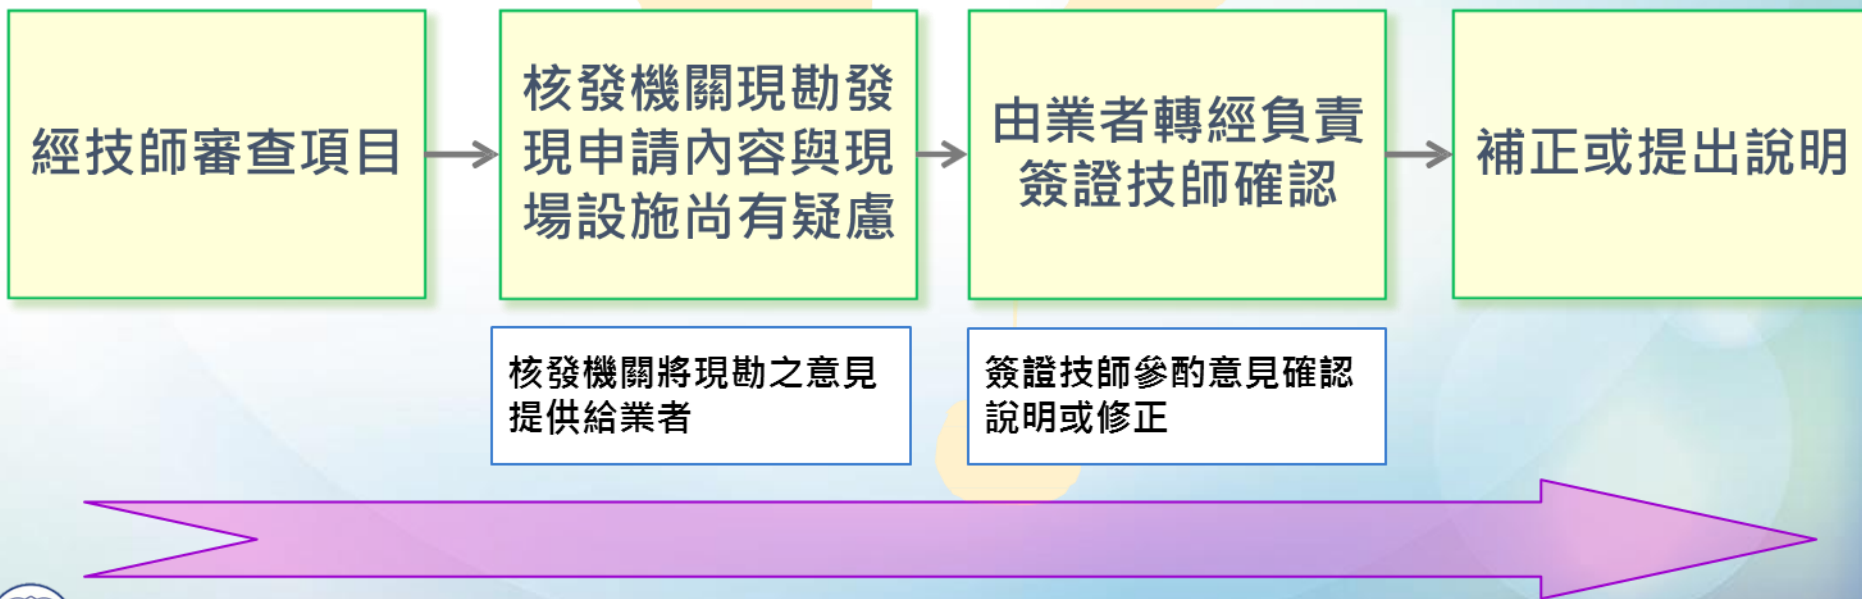 經技師審查項目
核發機關現勘發
現申請內容與現
場設施尚有疑慮
由業者轉經負責
簽證技師確認
補正或提出說明
核發機關將現勘之意見
提供給業者
簽證技師參酌意見確認
說明或修正